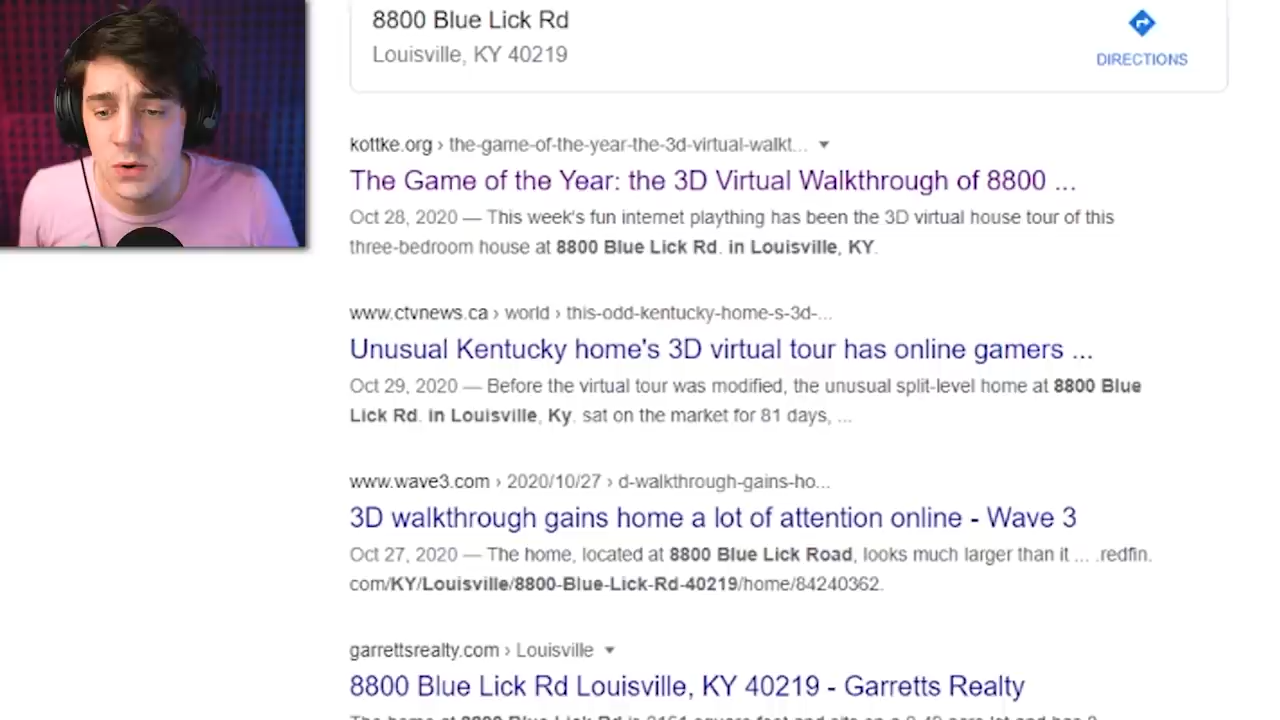 8800 Blue Lick Rd
Louisville, KY 40219
DIRECTIONS
kottke.org › the-game-of-the-year-the-3d-virtual-walkt...
The Game of the Year: the 3D Virtual Walkthrough of 8800 ...
Oct 28, 2020 — This week's fun internet plaything has been the 3D virtual house tour of this
three-bedroom house at 8800 Blue Lick Rd. in Louisville, KY.
www.ctvnews.ca › world › this-odd-kentucky-home-s-3d-...
Unusual Kentucky home's 3D virtual tour has online gamers ...
Oct 29, 2020 — Before the virtual tour was modified, the unusual split-level home at 8800 Blue
Lick Rd. in Louisville, Ky. sat on the market for 81 days, ...
www.wave3.com › 2020/10/27 › d-walkthrough-gains-ho...
3D walkthrough gains home a lot of attention online - Wave 3
Oct 27, 2020 — The home, located at 8800 Blue Lick Road, looks much larger than it ... .redfin.
com/KY/Louisville/8800-Blue-Lick-Rd-40219/home/84240362.
garrettsrealty.com › Louisville
8800 Blue Lick Rd Louisville, KY 40219 - Garretts Realty